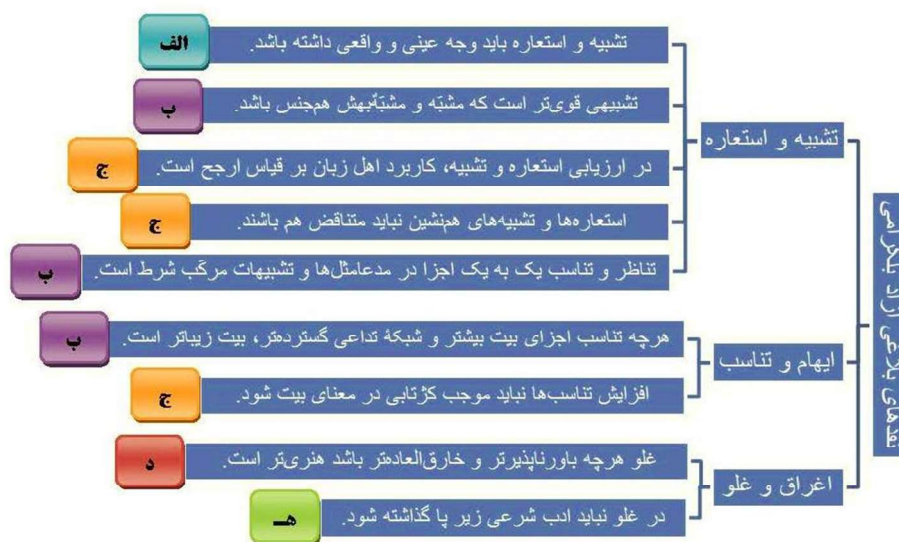 نقدهای بلاغی آزاد بلگرامی
تشبیه و استعاره
تشبیه و استعاره باید وجه عینی و واقعی داشته باشد.
الف
تشبیهی قوی‌تر است که مشبّه و مشبّهٌ‌بهش هم‌جنس باشد.
ب
در ارزیابی استعاره و تشبیه، کاربرد اهل زبان بر قیاس ارجح است.
ج
استعاره‌ها و تشبیه‌های هم‌نشین نباید متناقض هم باشند.
ج
تناظر و تناسب یک به یک اجزا در مدعامثل‌ها و تشبیهات مرکّب شرط است.
ب
ایهام و تناسب
هرچه تناسب اجزای بیت بیشتر و شبکهٔ تداعی گسترده‌تر، بیت زیباتر است.
ب
افزایش تناسب‌ها نباید موجب کژتابی در معنای بیت شود.
ج
اغراق و غلو
غلو هرچه باورناپذیرتر و خارق‌العاده‌تر باشد هنری‌تر است.
د
در غلو نباید ادب شرعی زیر پا گذاشته شود.
هـ